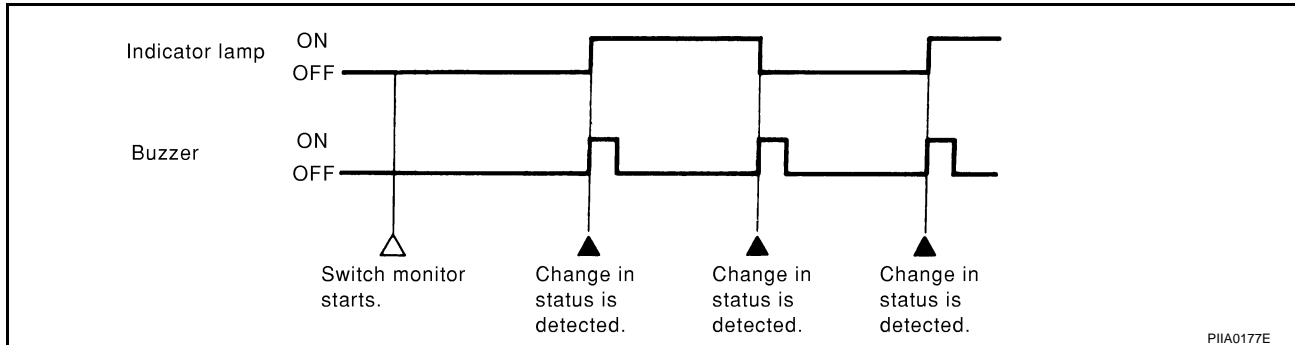 Indicator lamp
ON
OFF
Buzzer
ON
OFF
Switch monitor
starts.
Change in
status is
detected.
Change in
status is
detected.
Change in
status is
detected.
PIIA0177E